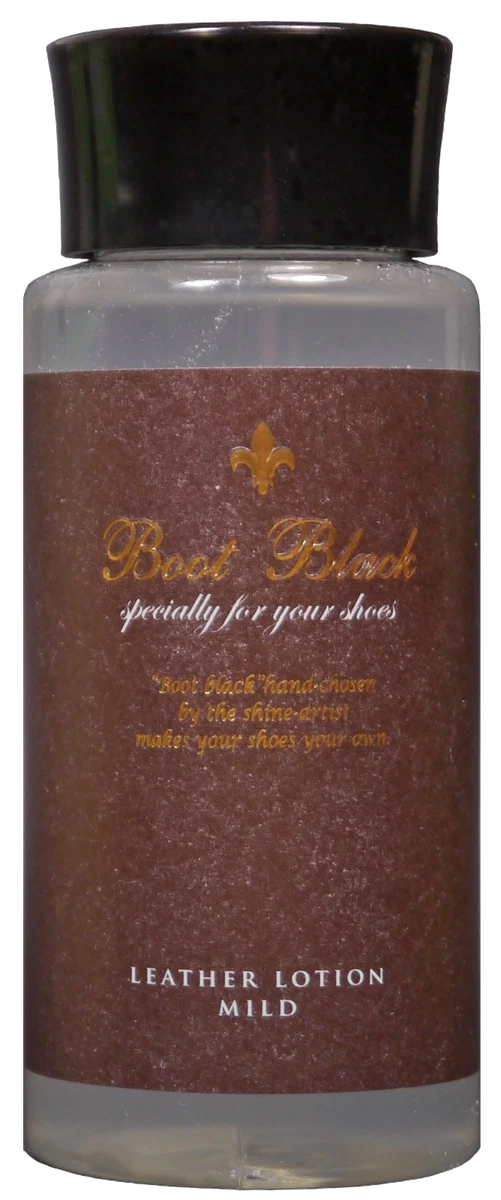 Boot Black
specially for your shoes
"Boot black"hand-chosen
by the shine-artist
makes your shoes your own.
LEATHER LOTION
MILD